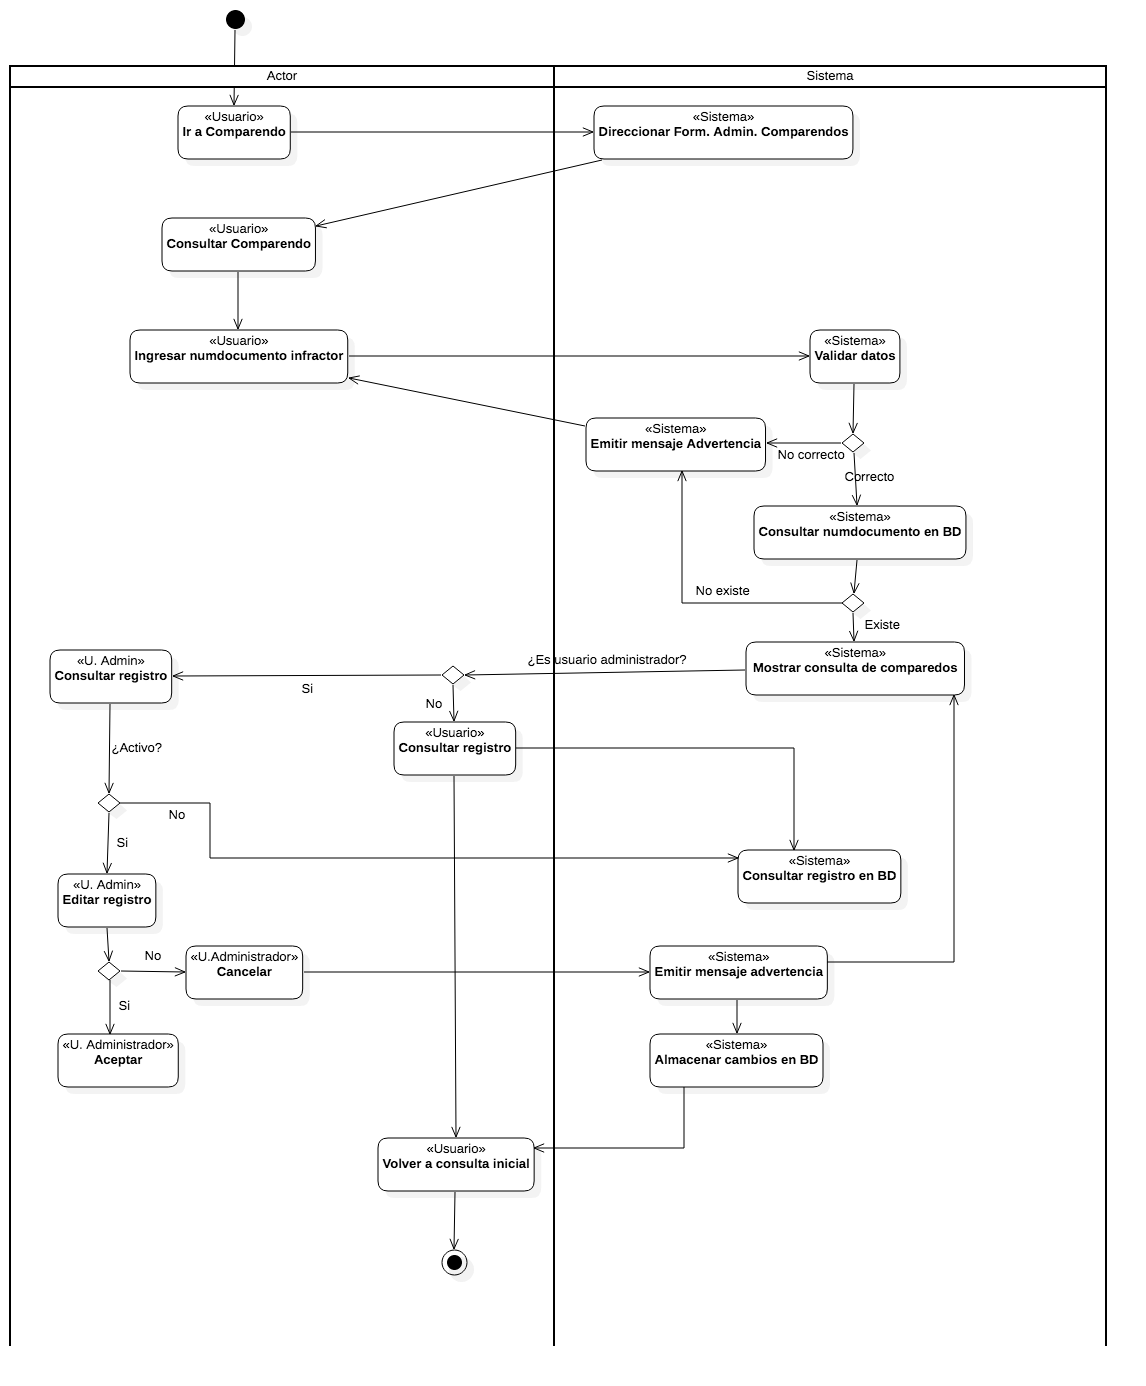 Actor
Sistema
«Usuario»
Ir a Comparendo
«Sistema»
Direccionar Form. Admin. Comparendos
«Usuario»
Consultar Comparendo
«Usuario»
Ingresar numdocumento infractor
«Sistema»
Validar datos
«Sistema»
Emitir mensaje Advertencia
No correcto
Correcto
«Sistema»
Consultar numdocumento en BD
No existe
Existe
«Sistema»
Mostrar consulta de comparedos
¿Es usuario administrador?
«U. Admin»
Consultar registro
Si
No
«Usuario»
Consultar registro
¿Activo?
No
Si
«Sistema»
Consultar registro en BD
«U. Admin»
Editar registro
No
«U.Administrador»
Cancelar
«Sistema»
Emitir mensaje advertencia
Si
«U. Administrador»
Aceptar
«Sistema»
Almacenar cambios en BD
«Usuario»
Volver a consulta inicial